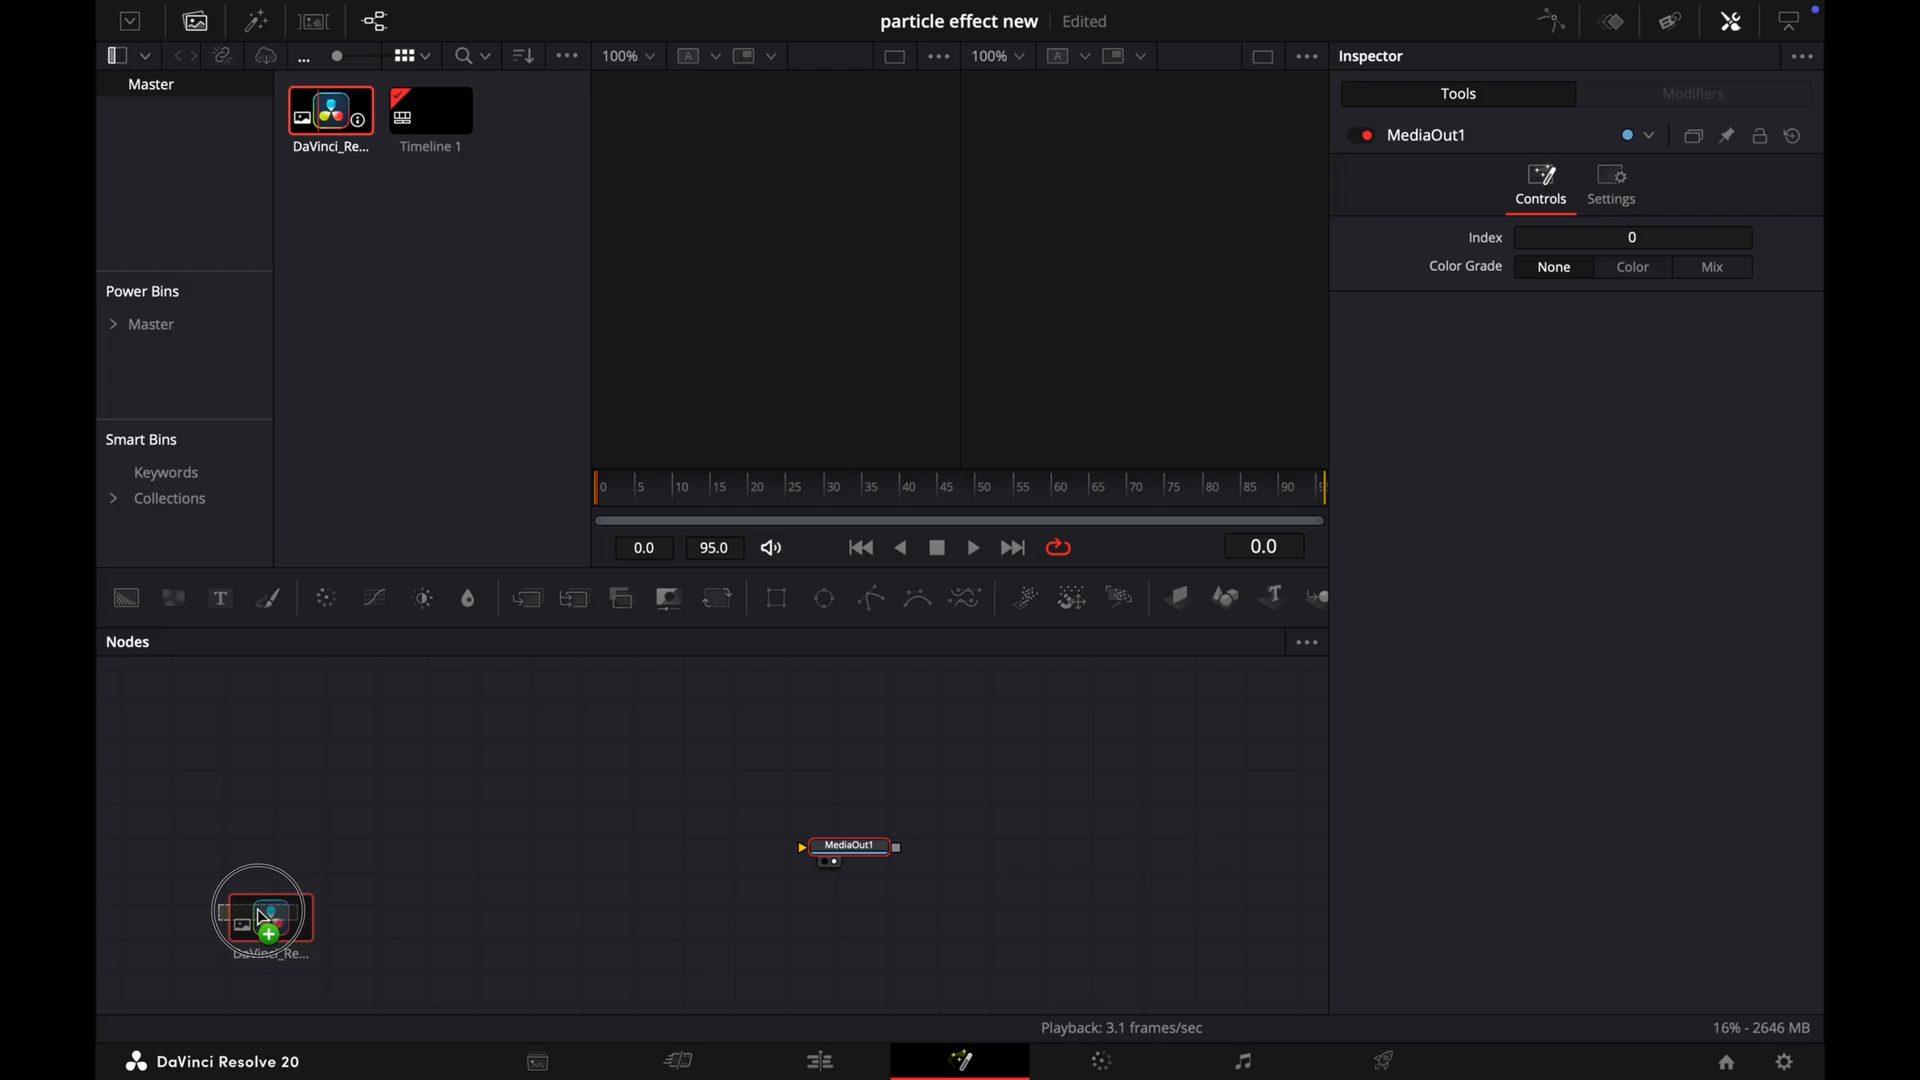 particle effect new
Edited
100%
A
100%
A
Inspector
Master
DaVinci_Re...
Timeline 1
Tools
Modifiers
MediaOut1
Controls
Settings
Index
0
Color Grade
None
Color
Mix
Power Bins
Master
Smart Bins
Keywords
Collections
0
5
10
15
20
25
30
35
40
45
50
55
60
65
70
75
80
85
90
0.0
95.0
0.0
T
T
Nodes
MediaOut1
DaVinci_Re...
Playback: 3.1 frames/sec
16% - 2646 MB
DaVinci Resolve 20